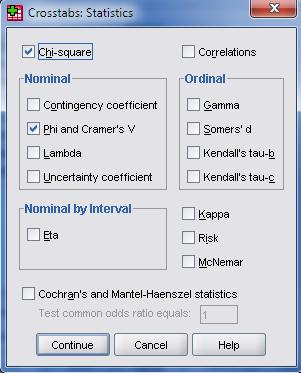 Crosstabs: Statistics
Chi-square
Correlations
Nominal
Contingency coefficient
Phi and Cramer's V
Lambda
Uncertainty coefficient
Ordinal
Gamma
Somers' d
Kendall's tau-b
Kendall's tau-c
Nominal by Interval
Eta
Kappa
Risk
McNemar
Cochran's and Mantel-Haenszel statistics
Test common odds ratio equals: 1
Continue Cancel Help